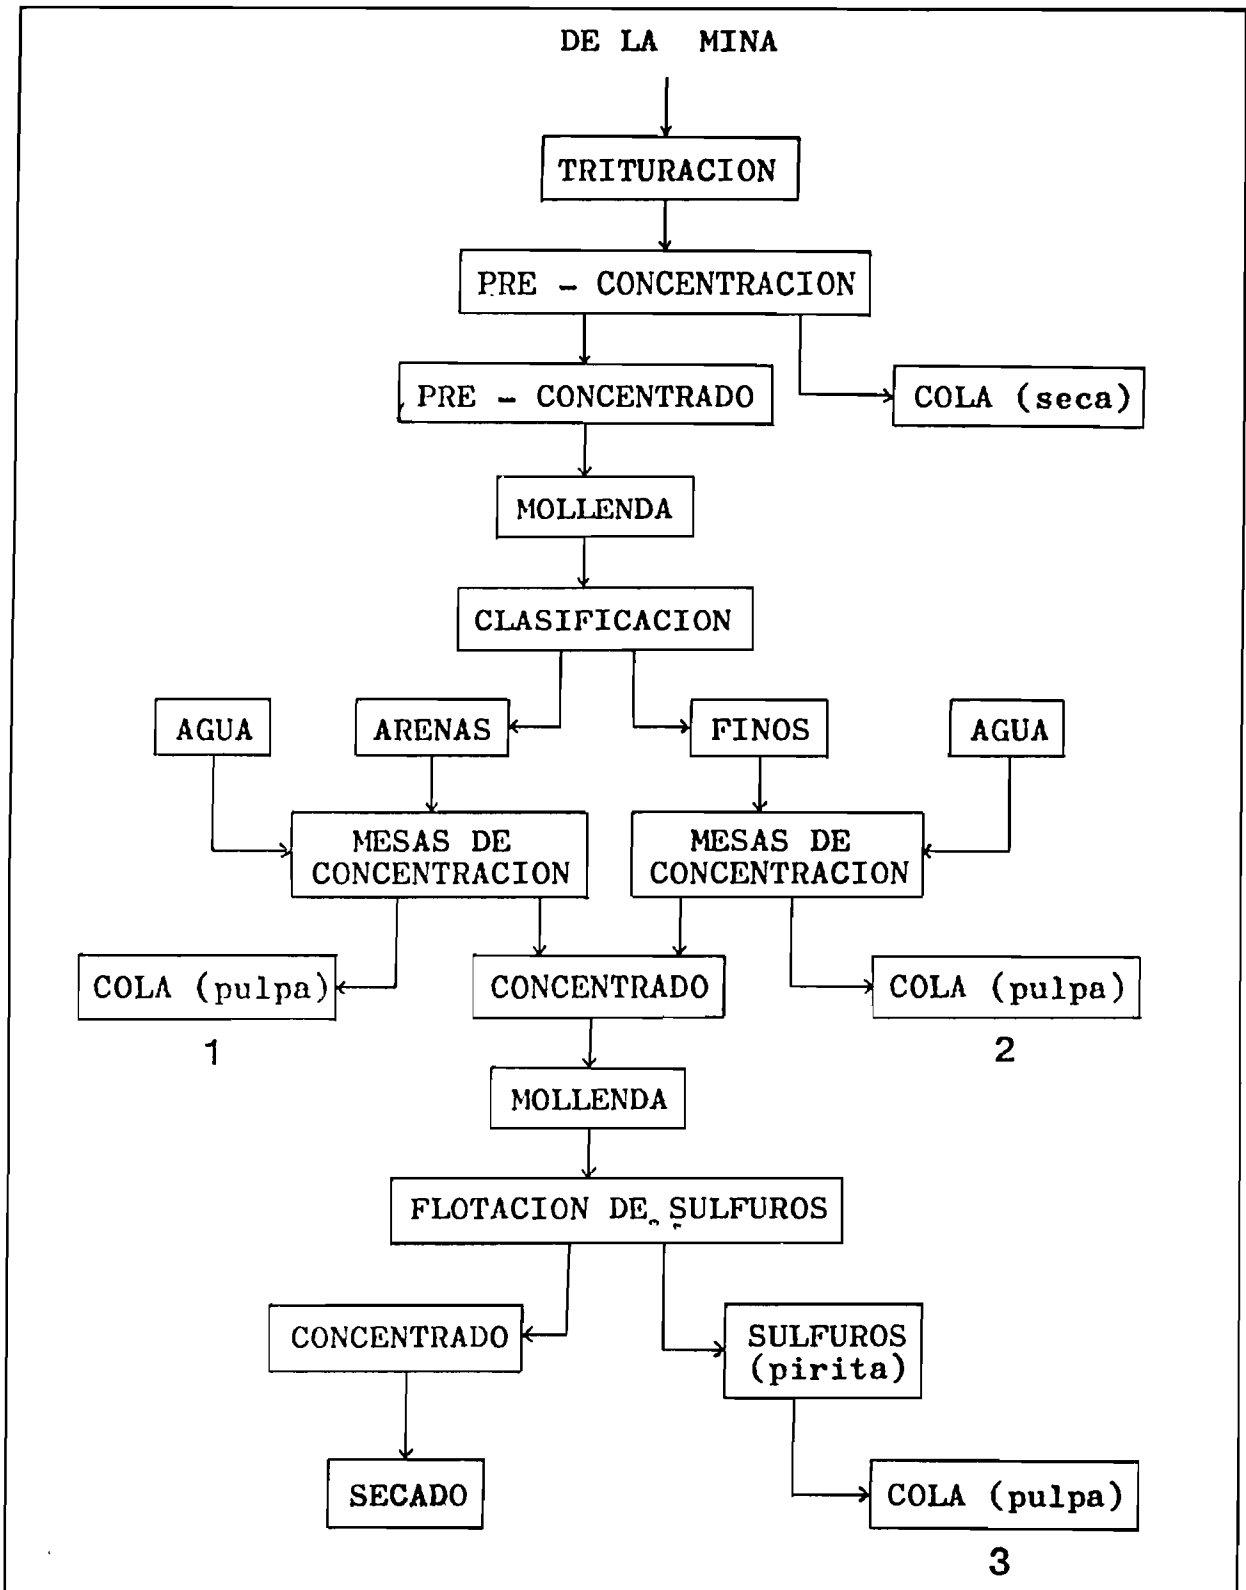 DE LA MINA
TRITURACION
PRE - CONCENTRACION
PRE - CONCENTRADO
COLA (seca)
MOLLENDA
CLASIFICACION
AGUA
ARENAS
FINOS
AGUA
MESAS DE
CONCENTRACION
MESAS DE
CONCENTRACION
COLA (pulpa)
1
CONCENTRADO
COLA (pulpa)
2
MOLLENDA
FLOTACION DE SULFUROS
CONCENTRADO
SULFUROS
(pirita)
SECADO
COLA (pulpa)
3